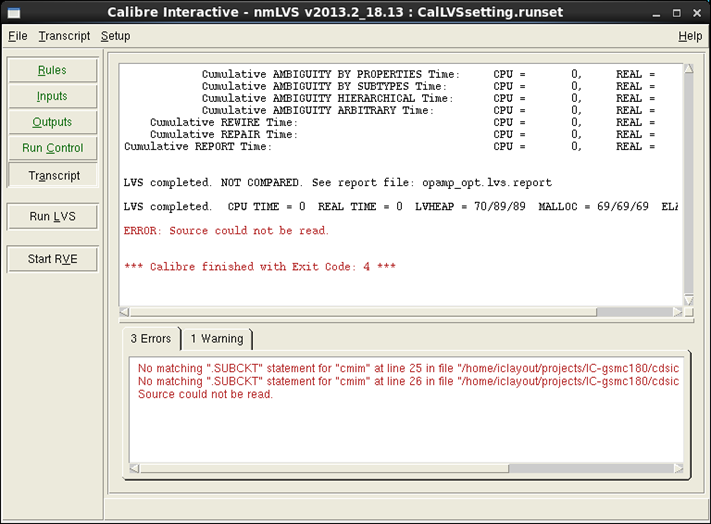 Calibre Interactive - nmLVS v2013.2_18.13 : CalLVSsetting.runset
File Transcript Setup Help
Rules
Inputs
Outputs
Run Control
Transcript
Run LVS
Start RVE
Cumulative AMBIGUITY BY PROPERTIES Time: CPU = 0, REAL =
Cumulative AMBIGUITY BY SUBTYPES Time: CPU = 0, REAL =
Cumulative AMBIGUITY HIERARCHICAL Time: CPU = 0, REAL =
Cumulative AMBIGUITY ARBITRARY Time: CPU = 0, REAL =
Cumulative REWIRE Time: CPU = 0, REAL =
Cumulative REPAIR Time: CPU = 0, REAL =
Cumulative REPORT Time: CPU = 0, REAL =
LVS completed. NOT COMPARED. See report file: opamp_opt.lvs.report
LVS completed. CPU TIME = 0 REAL TIME = 0 LVHEAP = 70/89/89 MALLOC = 69/69/69 ELA
ERROR: Source could not be read.
*** Calibre finished with Exit Code: 4 ***
3 Errors 1 Warning
No matching ".SUBCKT" statement for "cmim" at line 25 in file "/home/iclayout/projects/IC-gsmc180/cdsic
No matching ".SUBCKT" statement for "cmim" at line 26 in file "/home/iclayout/projects/IC-gsmc180/cdsic
Source could not be read.